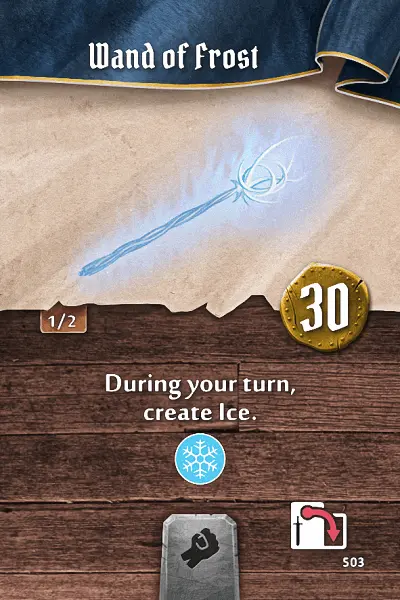 Wand of Frost
30
1/2
During your turn,
create Ice.
503